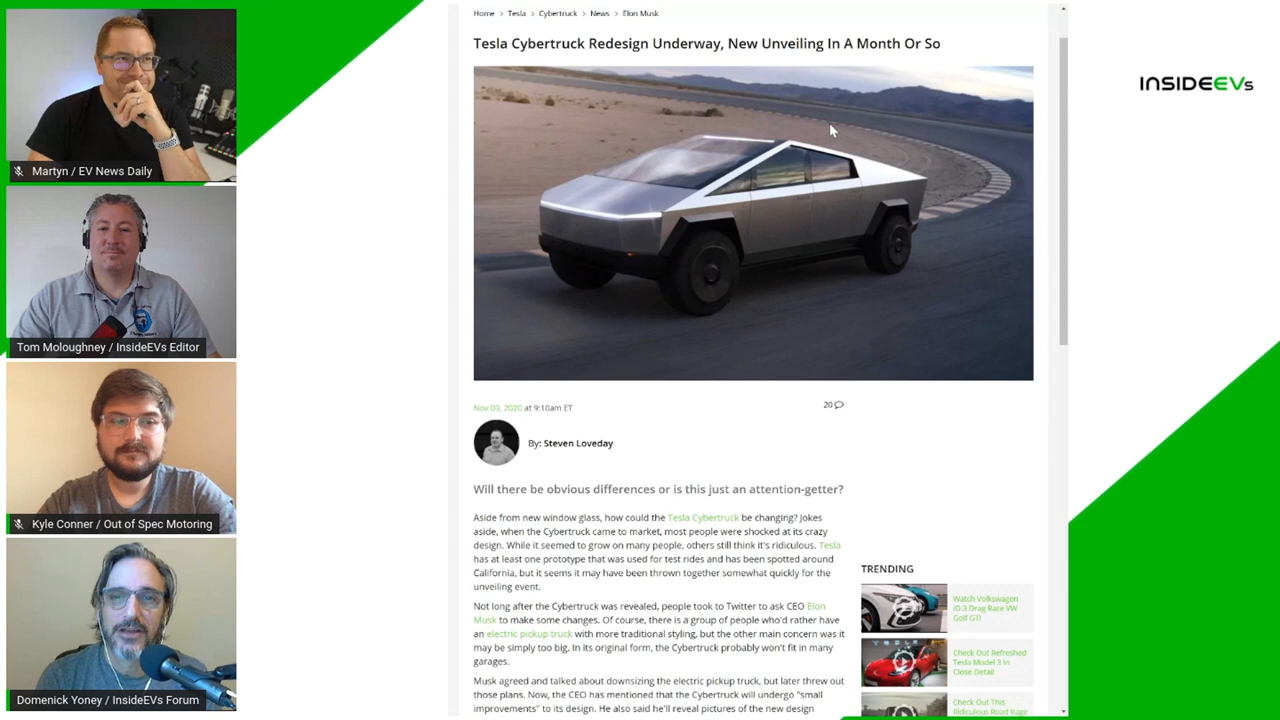 Martyn / EV News Daily
Tom Moloughney / InsideEVs Editor
Kyle Conner / Out of Spec Motoring
Domenick Yoney / InsideEVs Forum
Home > Tesla > Cybertruck > News > Elon Musk
Tesla Cybertruck Redesign Underway, New Unveiling In A Month Or So
Nov 03, 2020 at 9:10am ET
20
By: Steven Loveday
Will there be obvious differences or is this just an attention-getter?
Aside from new window glass, how could the Tesla Cybertruck be changing? Jokes
aside, when the Cybertruck came to market, most people were shocked at its crazy
design. While it seemed to grow on many people, others still think it's ridiculous. Tesla
has at least one prototype that was used for test rides and has been spotted around
California, but it seems it may have been thrown together somewhat quickly for the
unveiling event.
Not long after the Cybertruck was revealed, people took to Twitter to ask CEO Elon
Musk to make some changes. Of course, there is a group of people who'd rather have
an electric pickup truck with more traditional styling, but the other main concern was it
may be simply too big. In its original form, the Cybertruck probably won't fit in many
garages.
Musk agreed and talked about downsizing the electric pickup truck, but later threw out
those plans. Now, the CEO has mentioned that the Cybertruck will undergo "small
improvements" to its design. He also said he'll reveal pictures of the new design
TRENDING
Watch Volkswagen
ID.3 Drag Race VW
Golf GTI
Check Out Refreshed
Tesla Model 3 In
Close Detail
Check Out This
Ridiculous Road Rage
INSIDEEVs